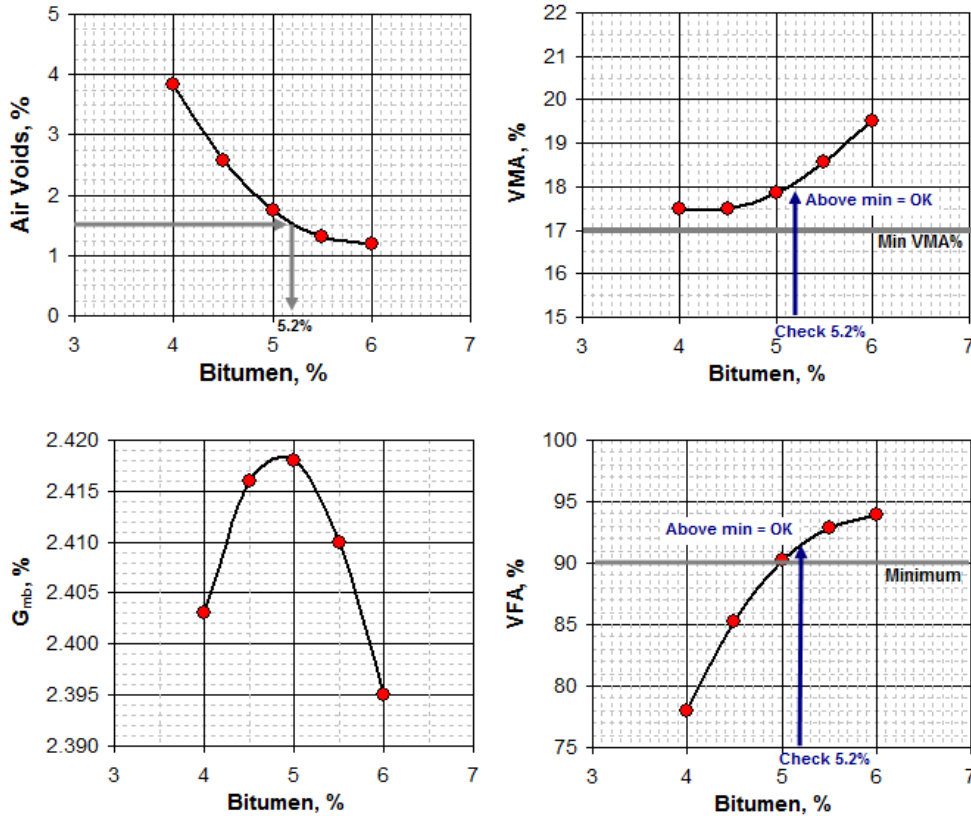 5
4
3
2
1
0
Air Voids, %
5.2%
3 4 5 6 7
Bitumen, %
22
21
20
19
18
17
16
15
VMA, %
Above min = OK
Min VMA%
Check 5.2%
3 4 5 6 7
Bitumen, %
2.420
2.415
2.410
2.405
2.400
2.395
2.390
Gmb, %
3 4 5 6 7
Bitumen, %
100
95
90
85
80
75
VFA, %
Above min = OK
Minimum
Check 5.2%
3 4 5 6 7
Bitumen, %